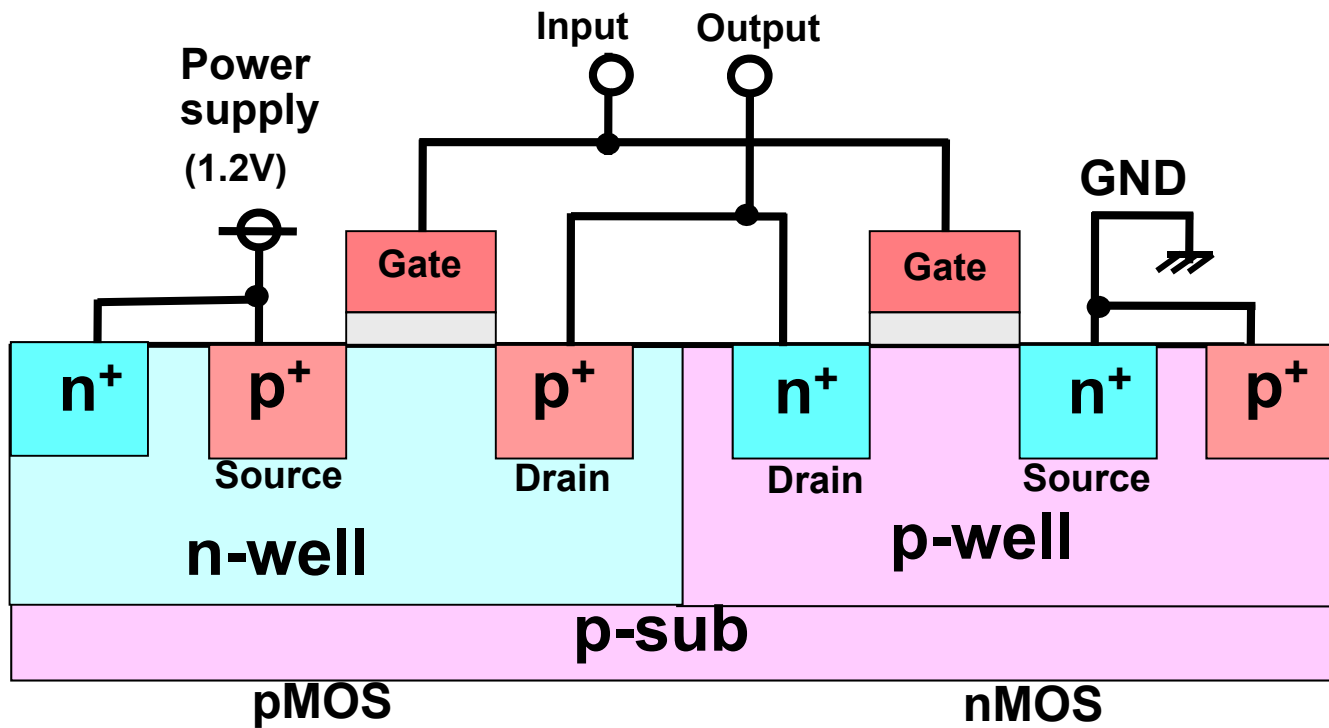 Input
Output
Power
supply
(1.2V)
GND
Gate
Gate
n+
p+
p+
n+
n+
p+
Source
Drain
Drain
Source
n-well
p-well
p-sub
pMOS
nMOS